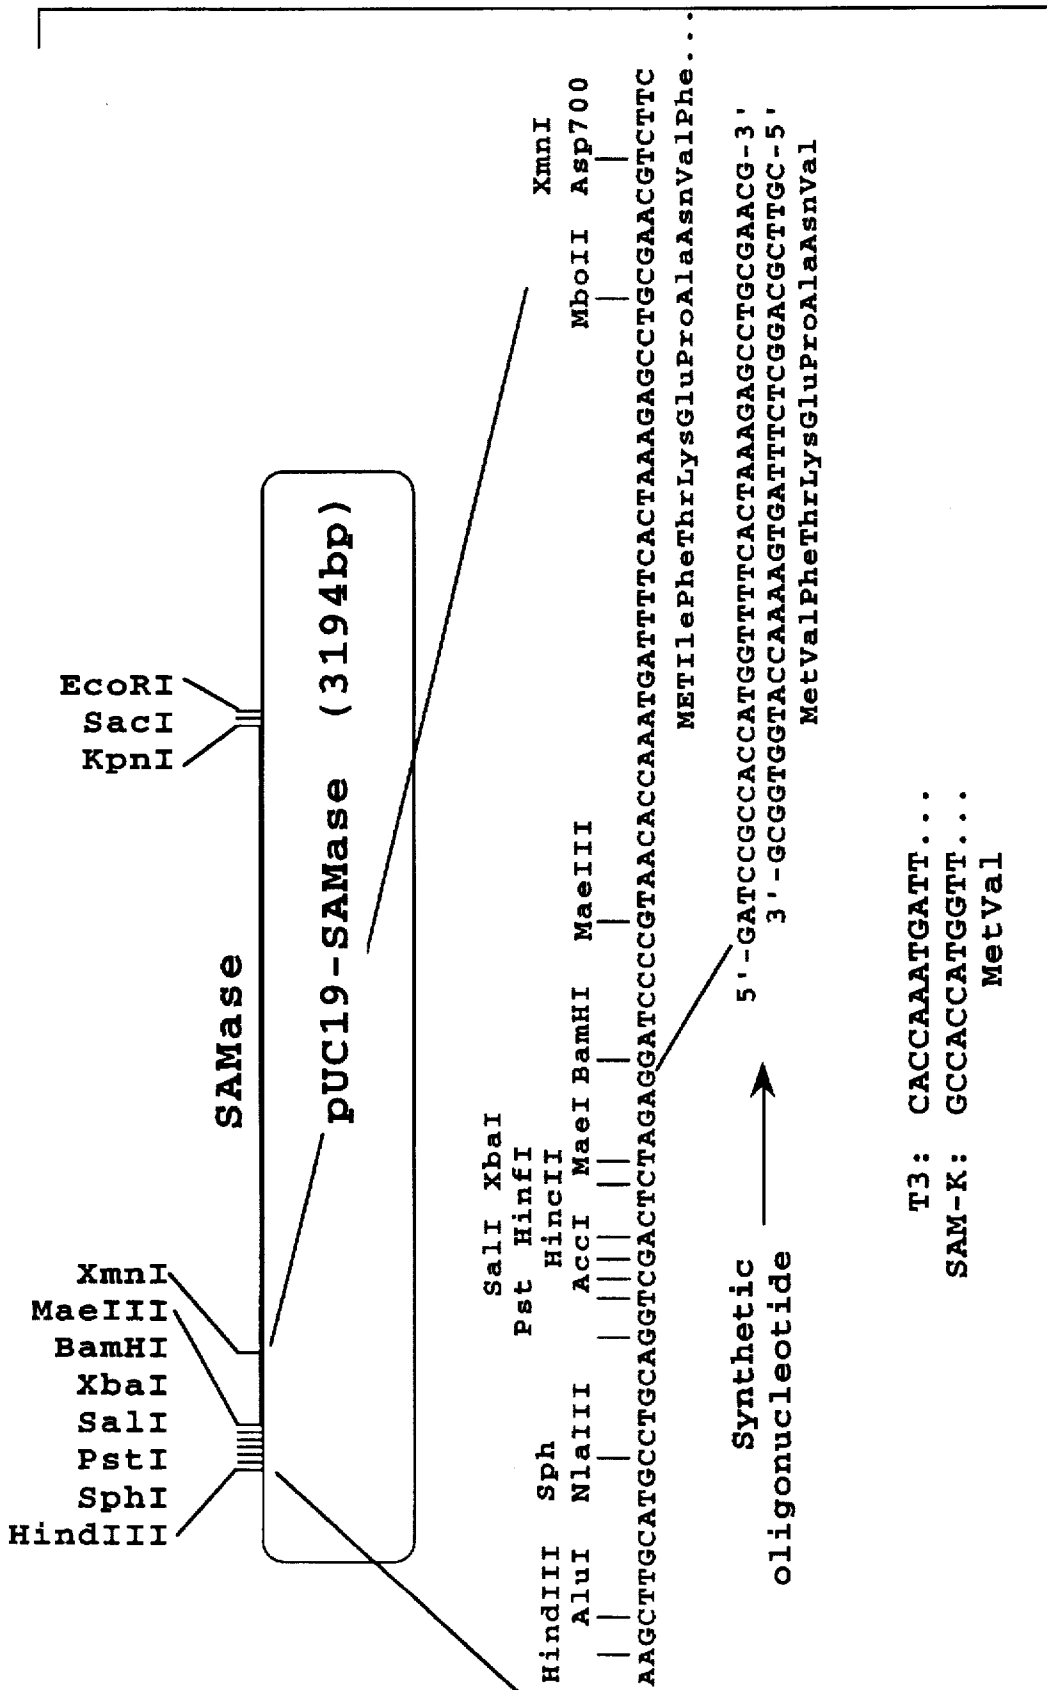 SAMase
HindIII
SphI
PstI
SalI
XbaI
BamHI
MaeIII
XmnI
KpnI
SacI
EcoRI
pUC19-SAMase (3194bp)
SalI XbaI
Pst HinfI
HindIII Sph HincII XmnI
AluI NlaIII AccI MaeI BamHI MaeIII MboII Asp700
AAGCTTGCATGCCTGCAGGTCGACTCTAGAGGATCCCCGTAACACCAAATGATTTTCACTAAAGAGCCTGCGAACGTCTTC
METIlePheThrLysGluProAlaAsnValPhe...
Synthetic
oligonucleotide
5'-GATCCGCCACCATGGTTTTCACTAAAGAGCCTGCGAACG-3'
3'-GCGGTGGTACCAAAAGTGATTTCTCGGACGCTTGC-5'
MetValPheThrLysGluProAlaAsnVal
T3: CACCAAATGATT...
SAM-K: GCCACCATGGTT...
MetVal